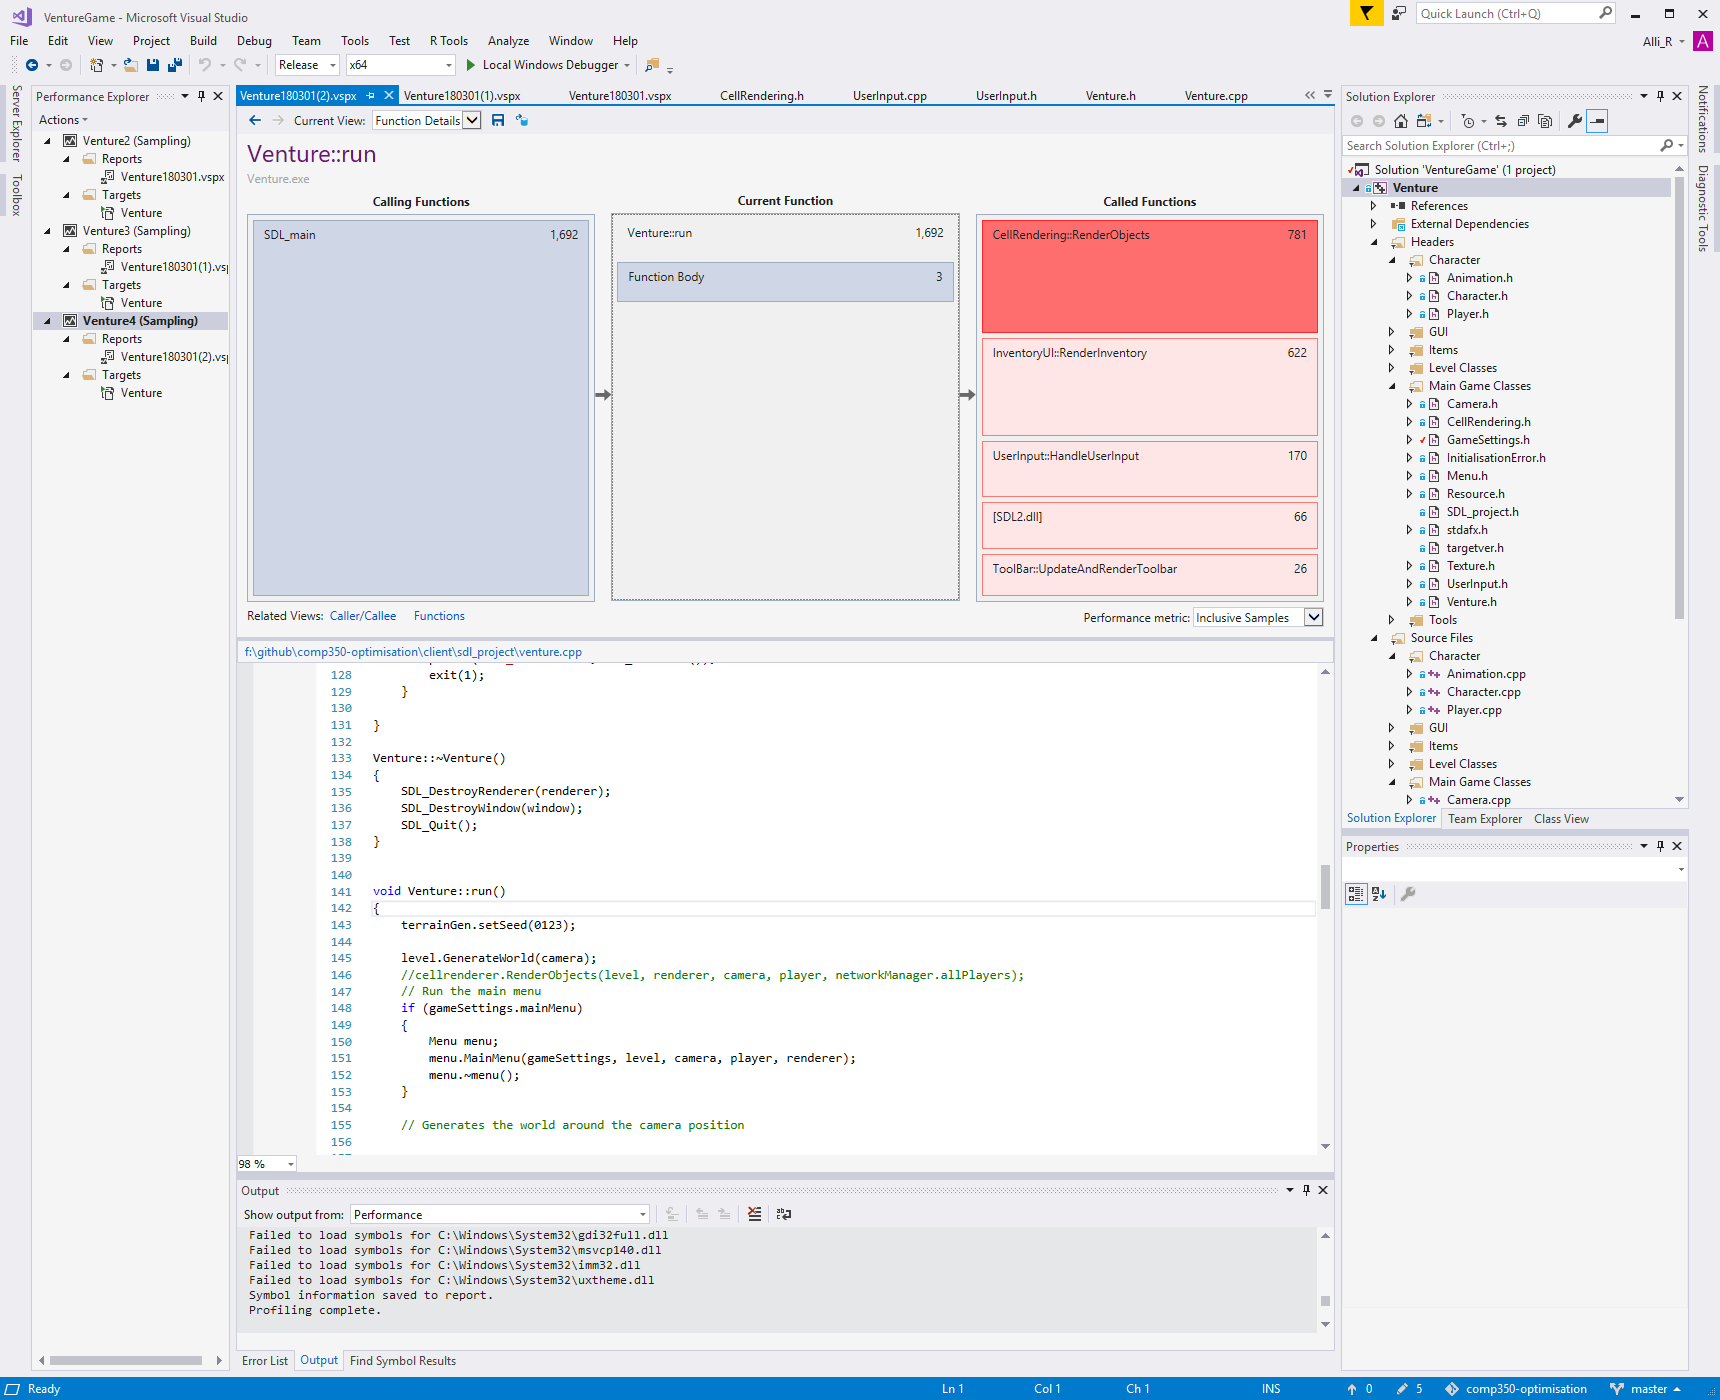 VentureGame - Microsoft Visual Studio
Quick Launch (Ctrl+Q)
File Edit View Project Build Debug Team Tools Test R Tools Analyze Window Help
Alli_R A
Release x64 Local Windows Debugger
Server Explorer
Toolbox
Performance Explorer
Actions
Venture2 (Sampling)
Reports
Venture180301.vspx
Targets
Venture
Venture3 (Sampling)
Reports
Venture180301(1).vsp
Targets
Venture
Venture4 (Sampling)
Reports
Venture180301(2).vsp
Targets
Venture
Venture180301(2).vspx Venture180301(1).vspx Venture180301.vspx CellRendering.h UserInput.cpp UserInput.h Venture.h Venture.cpp
Current View: Function Details
Venture::run
Venture.exe
Calling Functions Current Function Called Functions
SDL_main 1,692
Venture::run 1,692
Function Body 3
CellRendering::RenderObjects 781
InventoryUI::RenderInventory 622
UserInput::HandleUserInput 170
[SDL2.dll] 66
ToolBar::UpdateAndRenderToolbar 26
Related Views: Caller/Callee Functions
Performance metric: Inclusive Samples
f:\github\comp350-optimisation\client\sdl_project\venture.cpp
128 exit(1);
129 }
130
131 }
132
133 Venture::~Venture()
134 {
135 SDL_DestroyRenderer(renderer);
136 SDL_DestroyWindow(window);
137 SDL_Quit();
138 }
139
140
141 void Venture::run()
142 {
143 terrainGen.setSeed(0123);
144
145 level.GenerateWorld(camera);
146 //cellrenderer.RenderObjects(level, renderer, camera, player, networkManager.allPlayers);
147 // Run the main menu
148 if (gameSettings.mainMenu)
149 {
150 Menu menu;
151 menu.MainMenu(gameSettings, level, camera, player, renderer);
152 menu.~menu();
153 }
154
155 // Generates the world around the camera position
156
98 %
Output
Show output from: Performance
Failed to load symbols for C:\Windows\System32\gdi32full.dll
Failed to load symbols for C:\Windows\System32\msvcp140.dll
Failed to load symbols for C:\Windows\System32\imm32.dll
Failed to load symbols for C:\Windows\System32\uxtheme.dll
Symbol information saved to report.
Profiling complete.
Error List Output Find Symbol Results
Solution Explorer
Search Solution Explorer (Ctrl+;)
Solution 'VentureGame' (1 project)
Venture
References
External Dependencies
Headers
Character
Animation.h
Character.h
Player.h
GUI
Items
Level Classes
Main Game Classes
Camera.h
CellRendering.h
GameSettings.h
InitialisationError.h
Menu.h
Resource.h
SDL_project.h
stdafx.h
targetver.h
Texture.h
UserInput.h
Venture.h
Tools
Source Files
Character
Animation.cpp
Character.cpp
Player.cpp
GUI
Items
Level Classes
Main Game Classes
Camera.cpp
Solution Explorer Team Explorer Class View
Properties
Notifications
Diagnostic Tools
Ready Ln 1 Col 1 Ch 1 INS 0 5 comp350-optimisation master